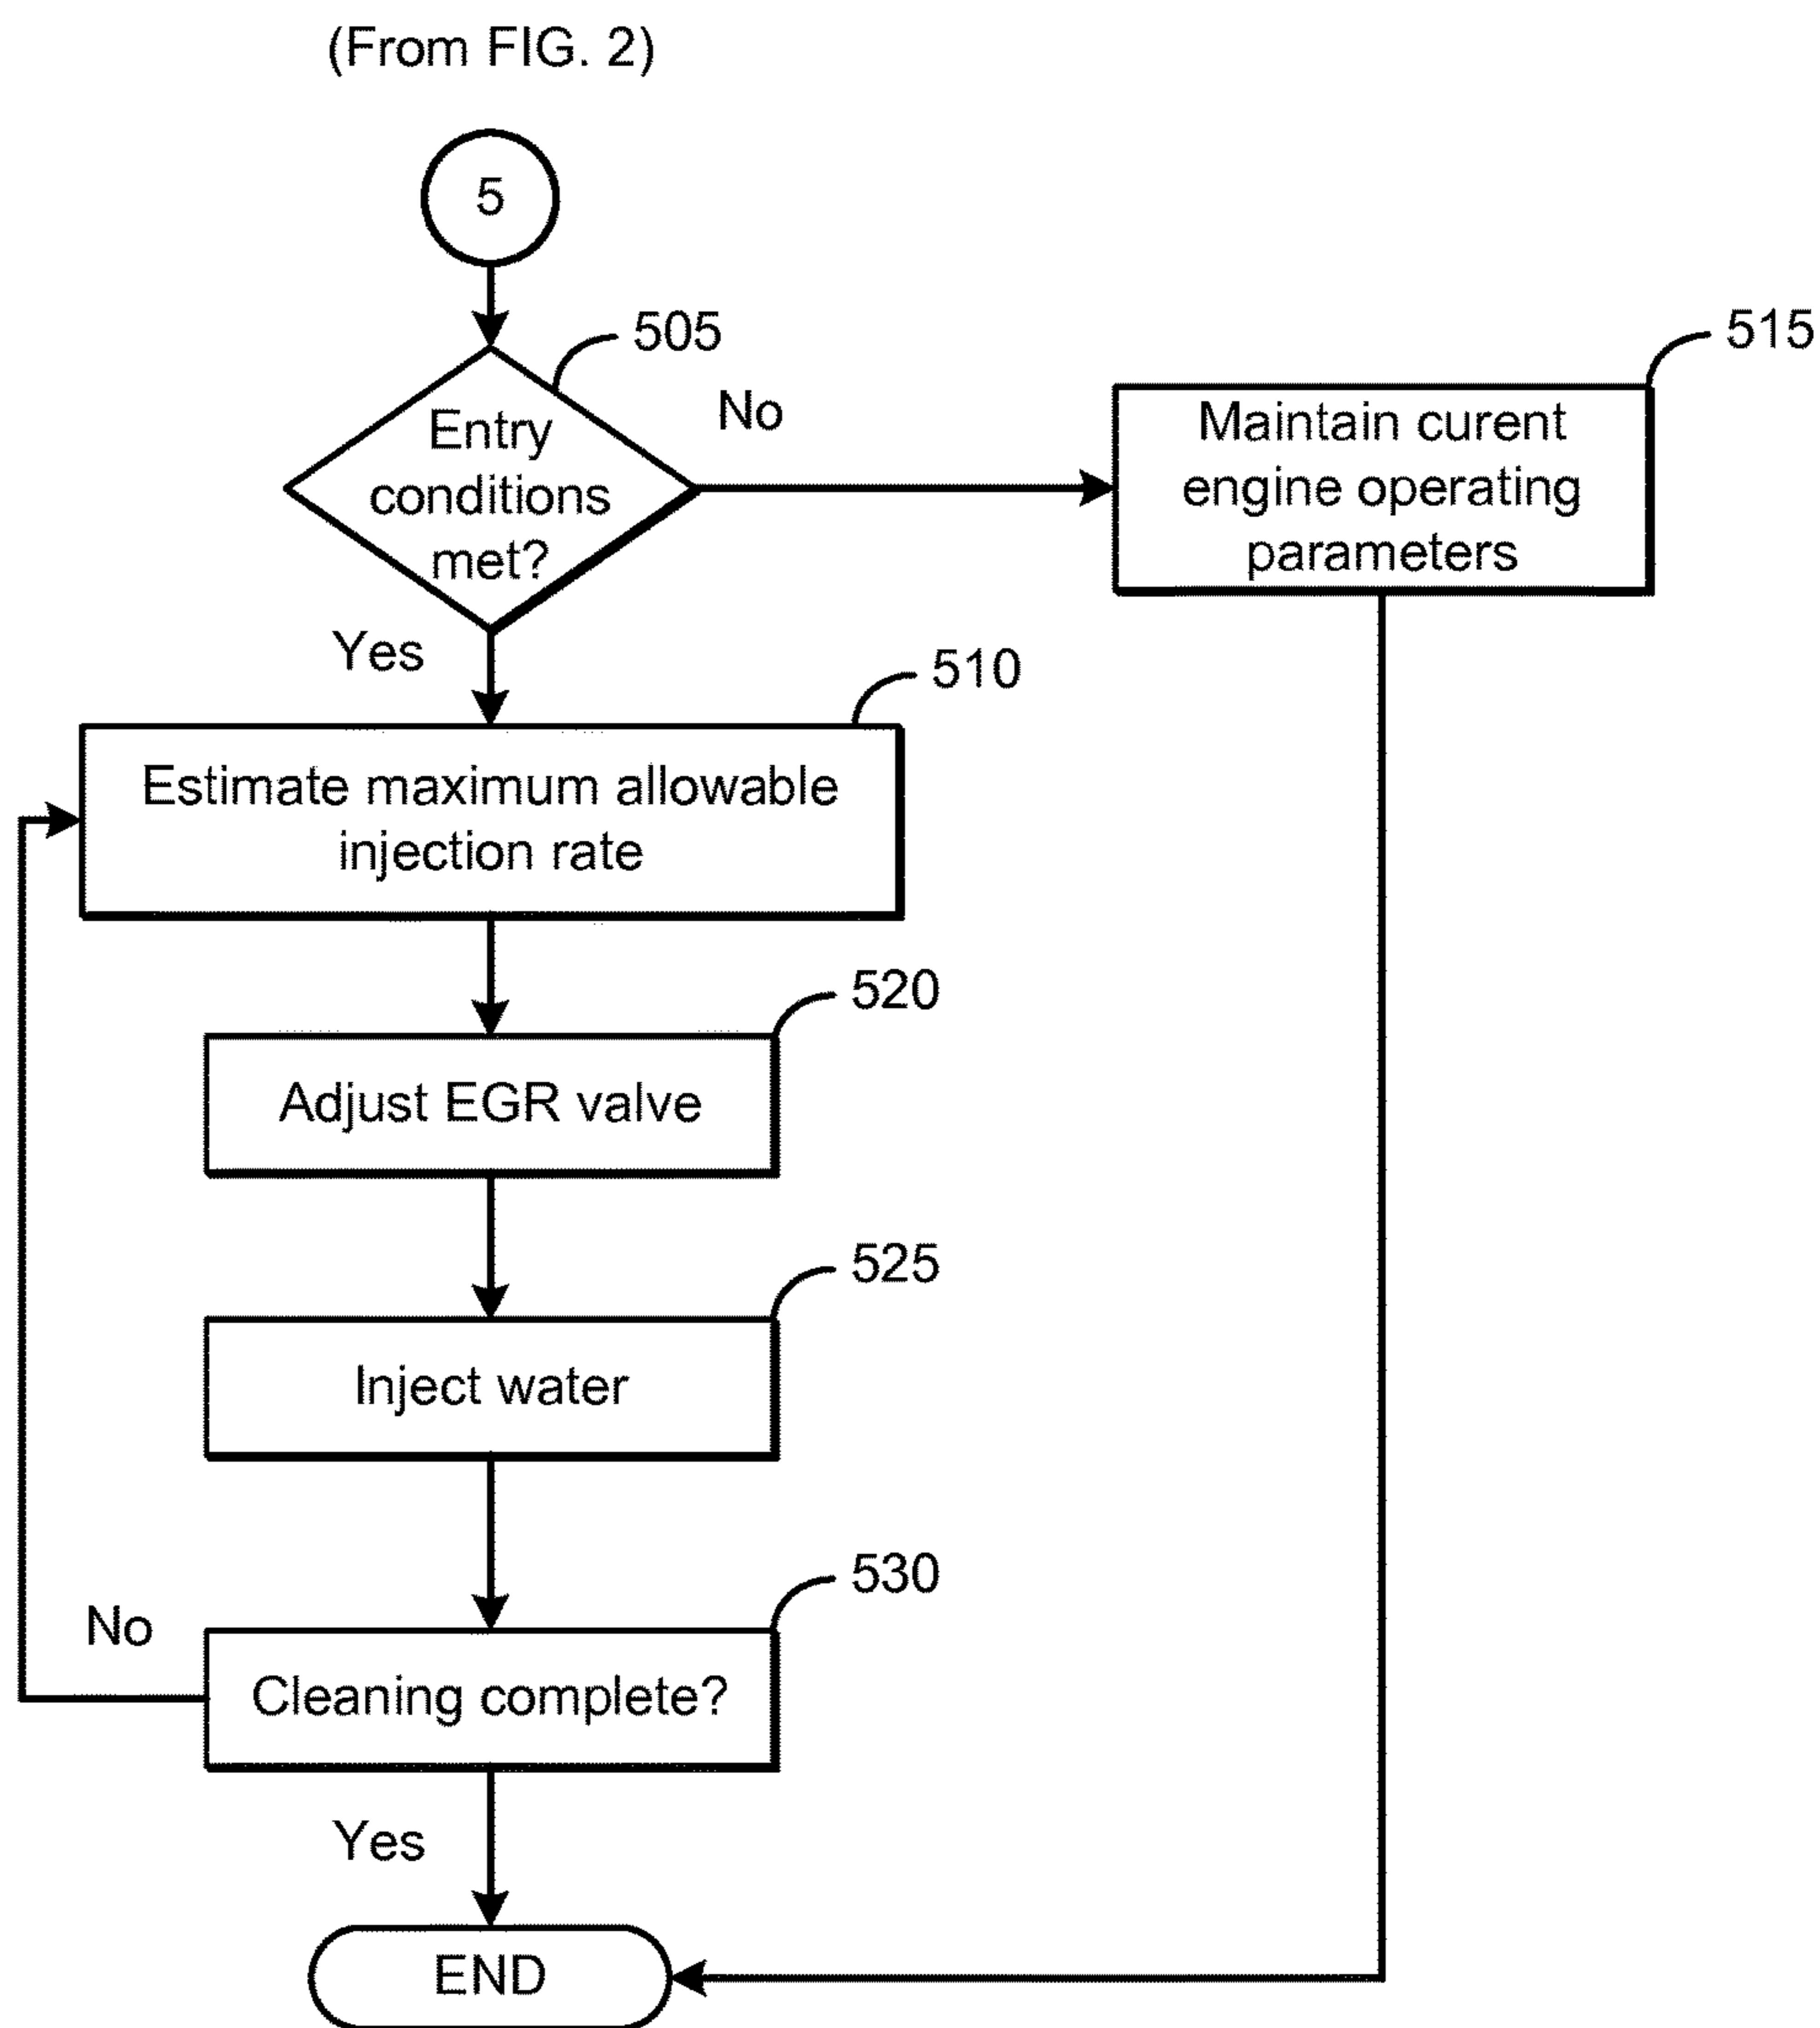 (From FIG. 2)
5
505
Entry
conditions
met?
No
515
Maintain curent
engine operating
parameters
Yes
510
Estimate maximum allowable
injection rate
520
Adjust EGR valve
525
Inject water
530
No
Cleaning complete?
Yes
END